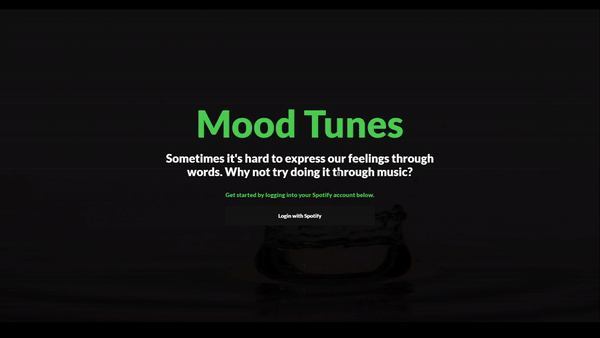 Mood Tunes
Sometimes it's hard to express our feelings through
words. Why not try doing it through music?
Get started by logging into your Spotify account below.
Login with Spotify